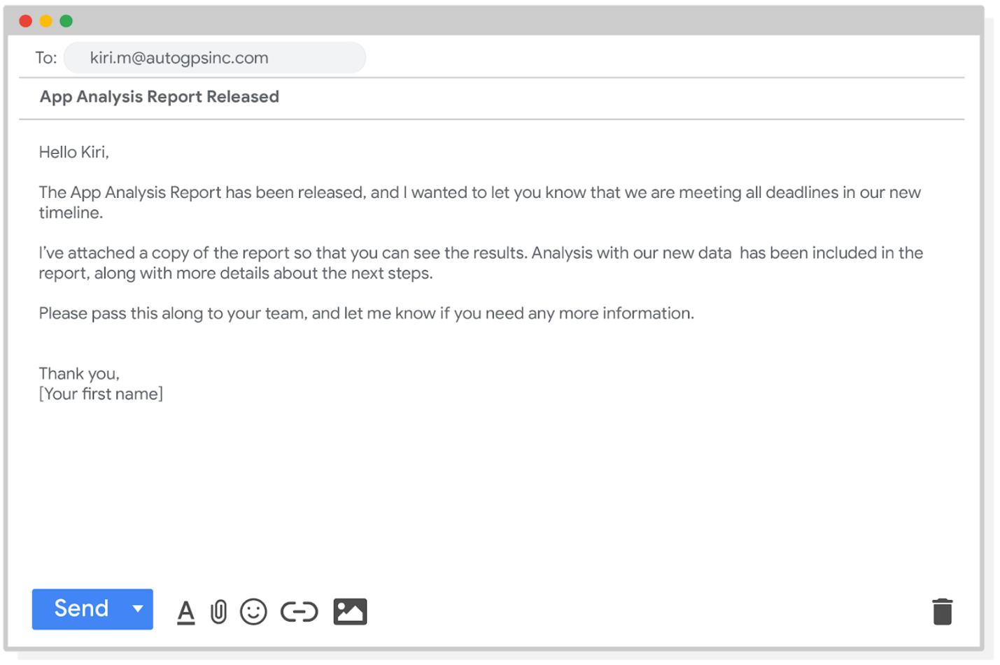 To: kiri.m@autogpsinc.com
App Analysis Report Released
Hello Kiri,
The App Analysis Report has been released, and I wanted to let you know that we are meeting all deadlines in our new
timeline.
I've attached a copy of the report so that you can see the results. Analysis with our new data  has been included in the
report, along with more details about the next steps.
Please pass this along to your team, and let me know if you need any more information.
Thank you,
[Your first name]
Send A